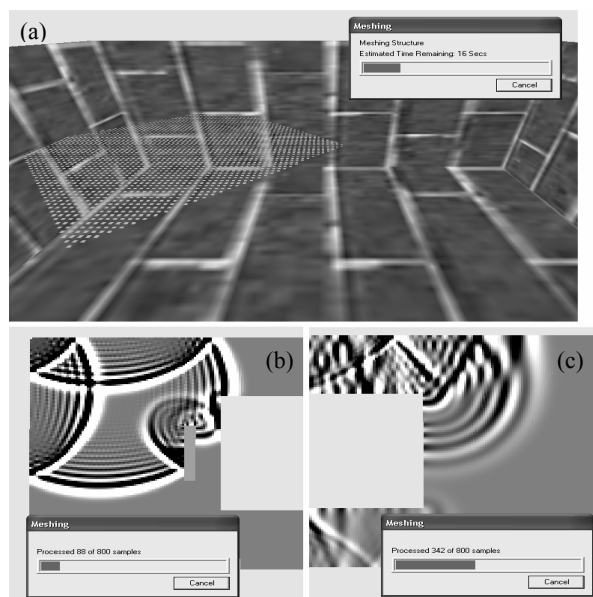 (a)
Meshing
Meshing Structure
Estimated Time Remaining: 16 Secs
Cancel
(b)
Meshing
Processed 88 of 800 samples
Cancel
(c)
Meshing
Processed 342 of 800 samples
Cancel